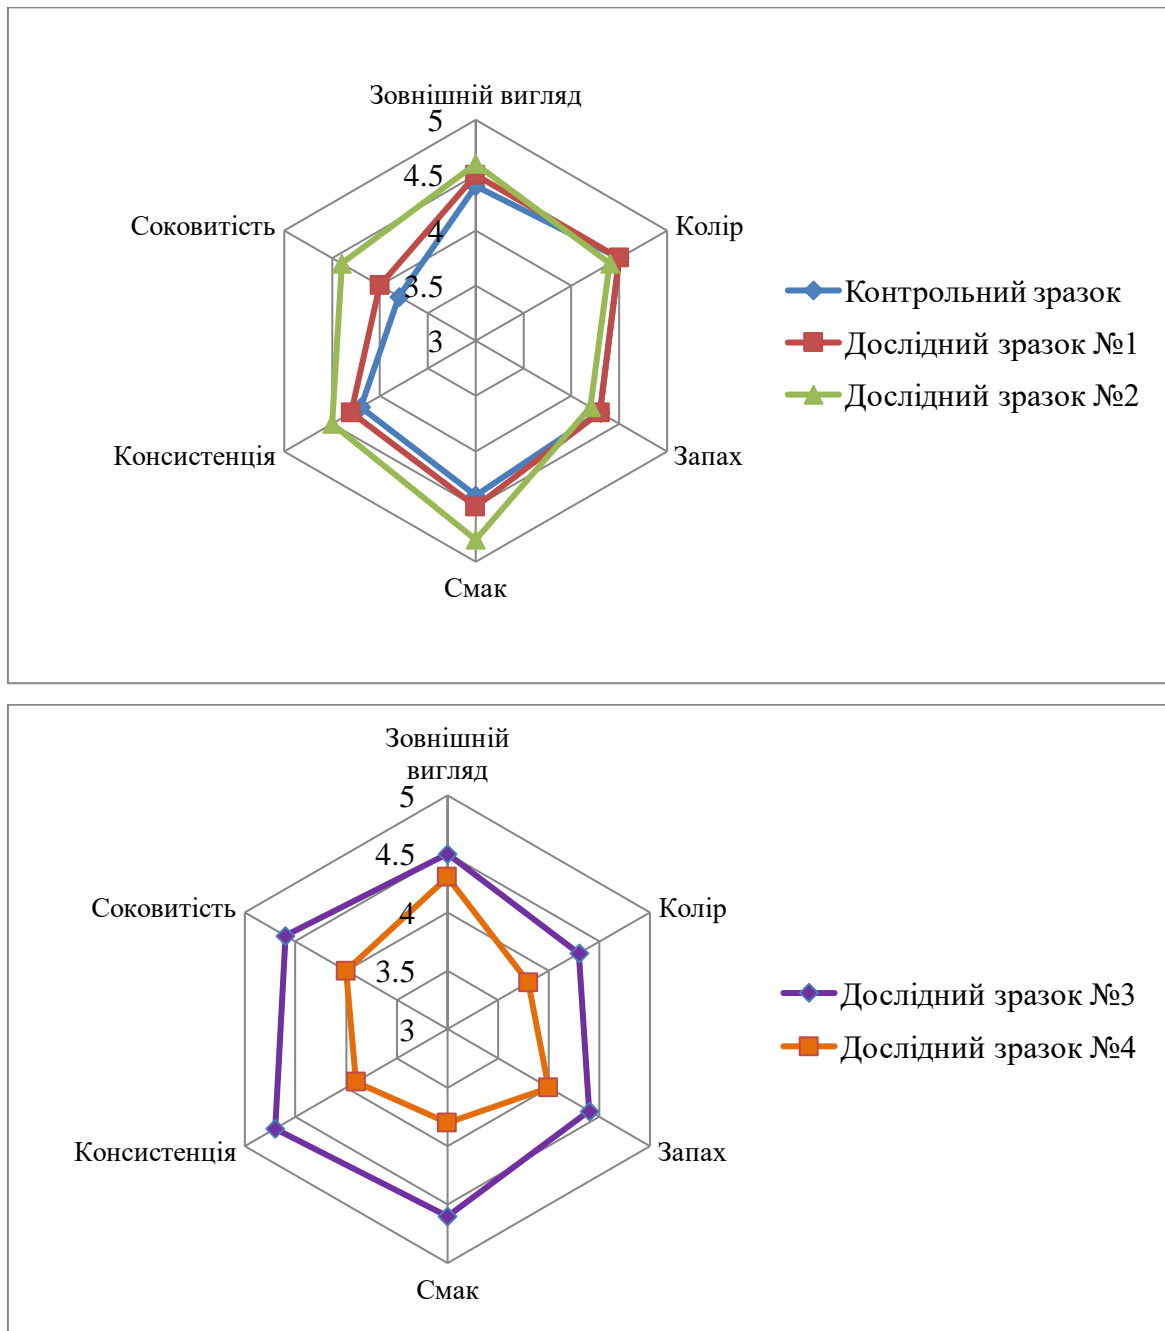 Зовнішній вигляд
5
4.5
4
3.5
3
Колір
Соковитість
Консистенція
Запах
Смак
Контрольний зразок
Дослідний зразок №1
Дослідний зразок №2
Зовнішній
вигляд
5
4.5
4
3.5
3
Колір
Соковитість
Консистенція
Запах
Смак
Дослідний зразок №3
Дослідний зразок №4